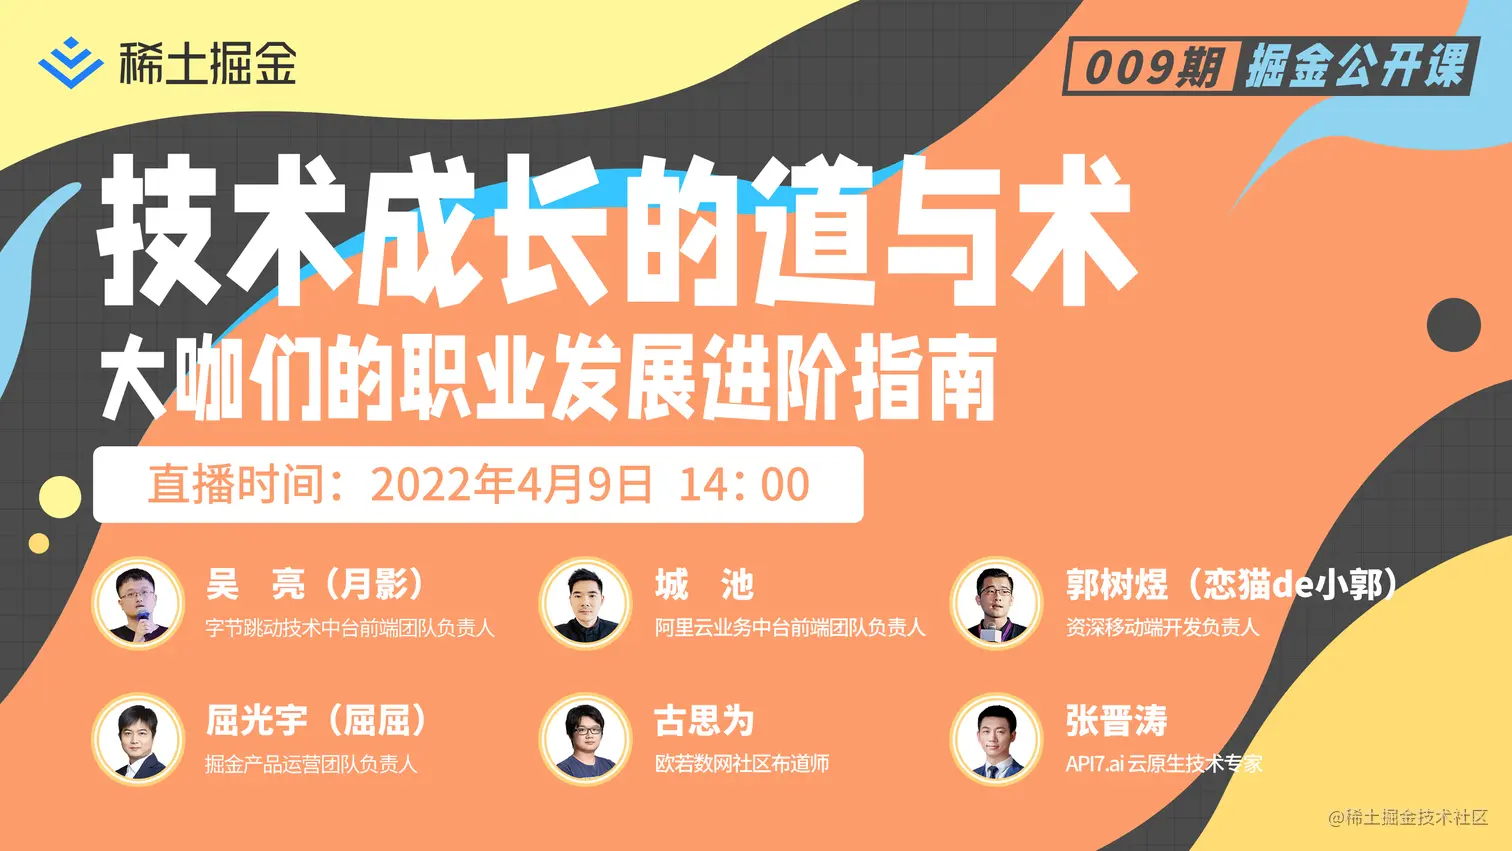 稀土掘金
009期 掘金公开课
技术成长的道与术
大咖们的职业发展进阶指南
直播时间：2022年4月9日 14：00
吴 亮（月影）
字节跳动技术中台前端团队负责人
城 池
阿里云业务中台前端团队负责人
郭树煜（恋猫de小郭）
资深移动端开发负责人
屈光宇（屈屈）
掘金产品运营团队负责人
古思为
欧若数网社区布道师
张晋涛
API7.ai 云原生技术专家
@稀土掘金技术社区